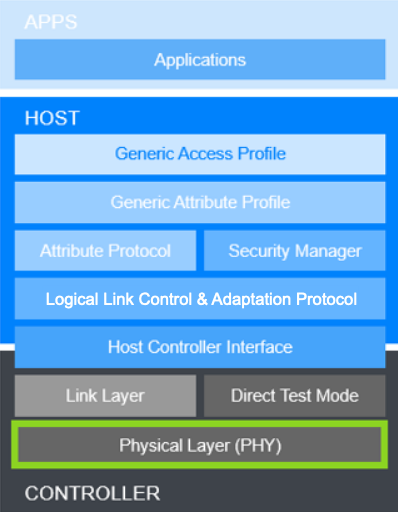 APPS
Applications
HOST
Generic Access Profile
Generic Attribute Profile
Attribute Protocol
Security Manager
Logical Link Control & Adaptation Protocol
Host Controller Interface
Link Layer
Direct Test Mode
Physical Layer (PHY)
CONTROLLER